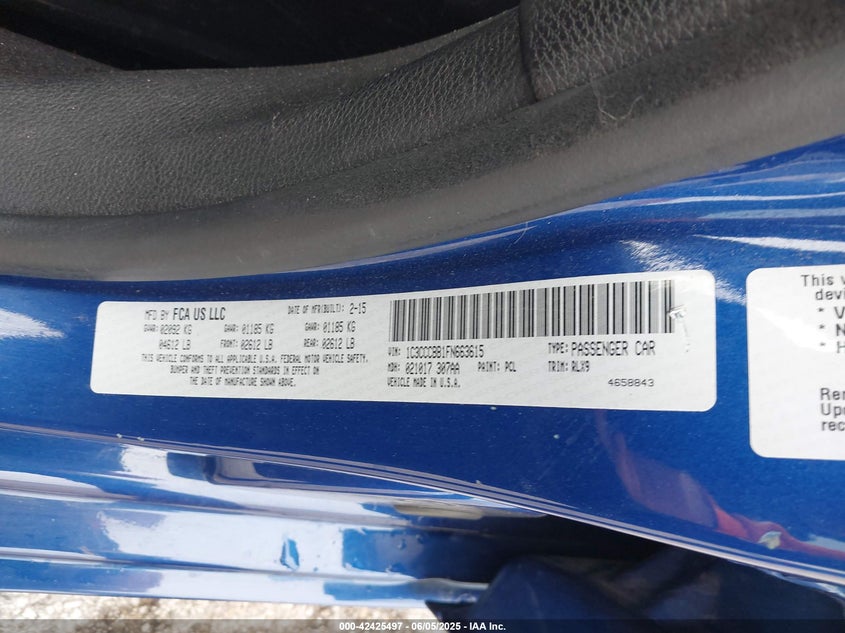 MFD BY FCA US LLC DATE OF MFR(BUILT): 2-15
GVWR: 02092 KG GAWR: 01185 KG GAWR: 01185 KG
04612 LB FRONT: 02612 LB REAR: 02612 LB
THIS VEHICLE CONFORMS TO ALL APPLICABLE U.S.A. FEDERAL MOTOR VEHICLE SAFETY,
BUMPER AND THEFT PREVENTION STANDARDS IN EFFECT ON
THE DATE OF MANUFACTURE SHOWN ABOVE.
VIN: 1C3CCCBB1FN663615 TYPE: PASSENGER CAR
MDH: 021017 307AA PAINT: PCL TRIM: RLX9
VEHICLE MADE IN U.S.A. 4658843
This v
devi
* V
* N
* H
Rem
Upo
rec
000-42425497 - 06/05/2025 - IAA Inc.